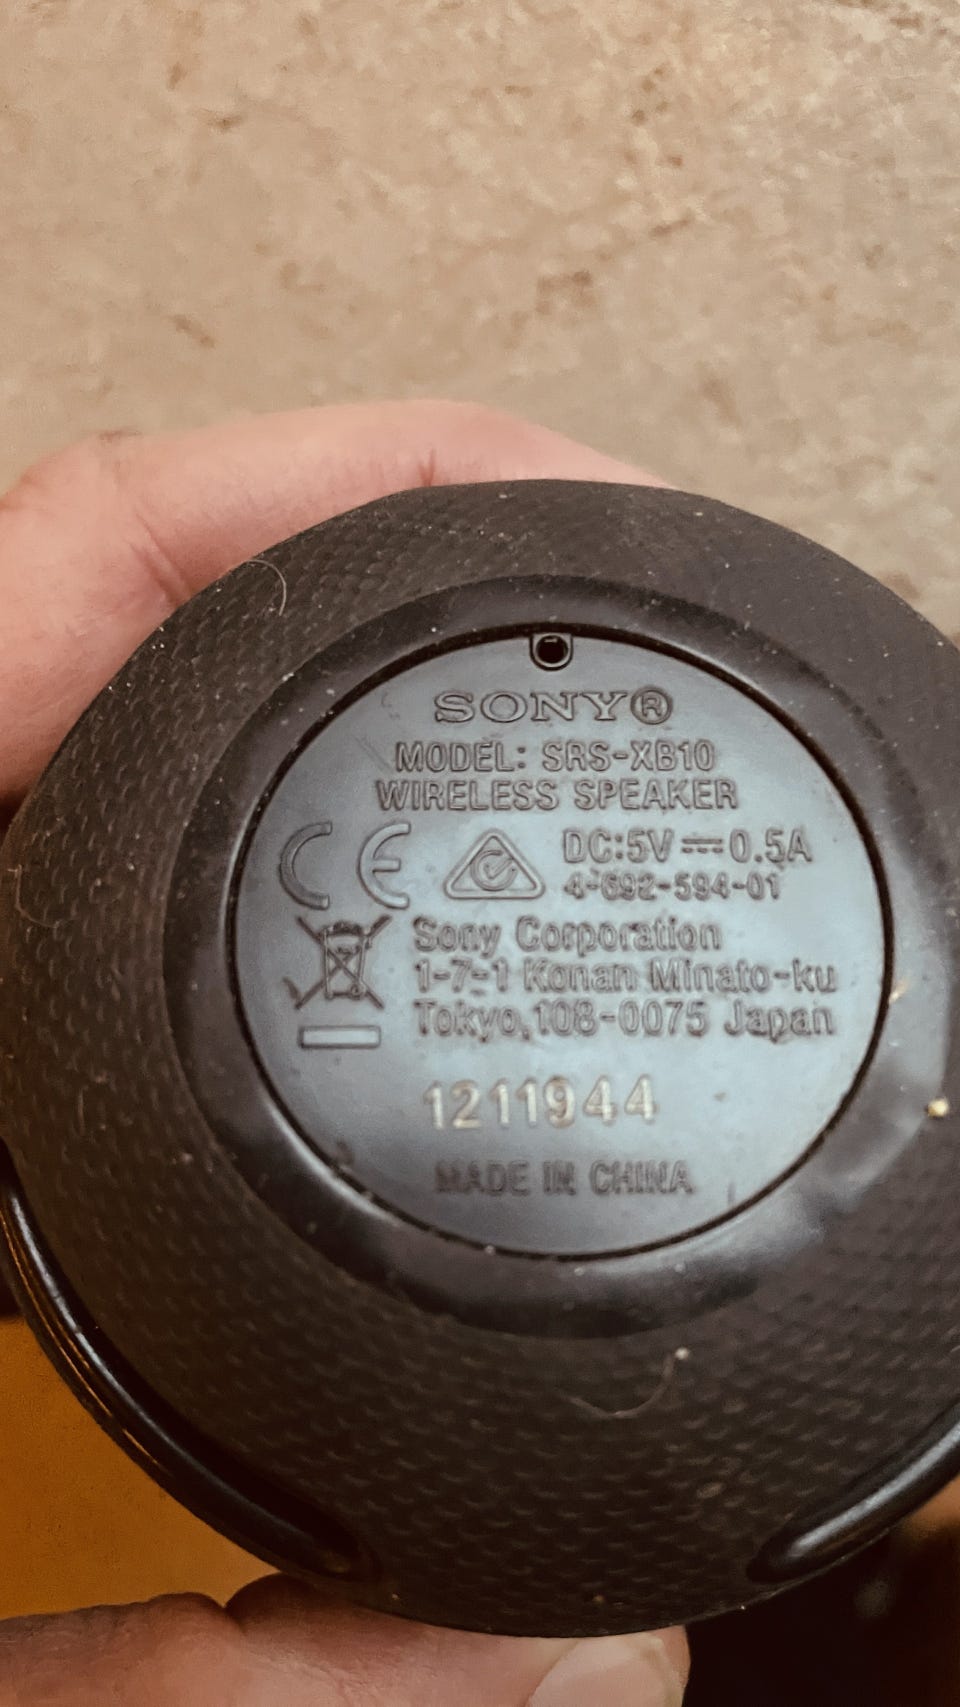 SONY®
MODEL: SRS-XB10
WIRELESS SPEAKER
CE
DC:5V ⎓ 0.5A
4-692-594-01
Sony Corporation
1-7-1 Konan Minato-ku
Tokyo,108-0075 Japan
1211944
MADE IN CHINA